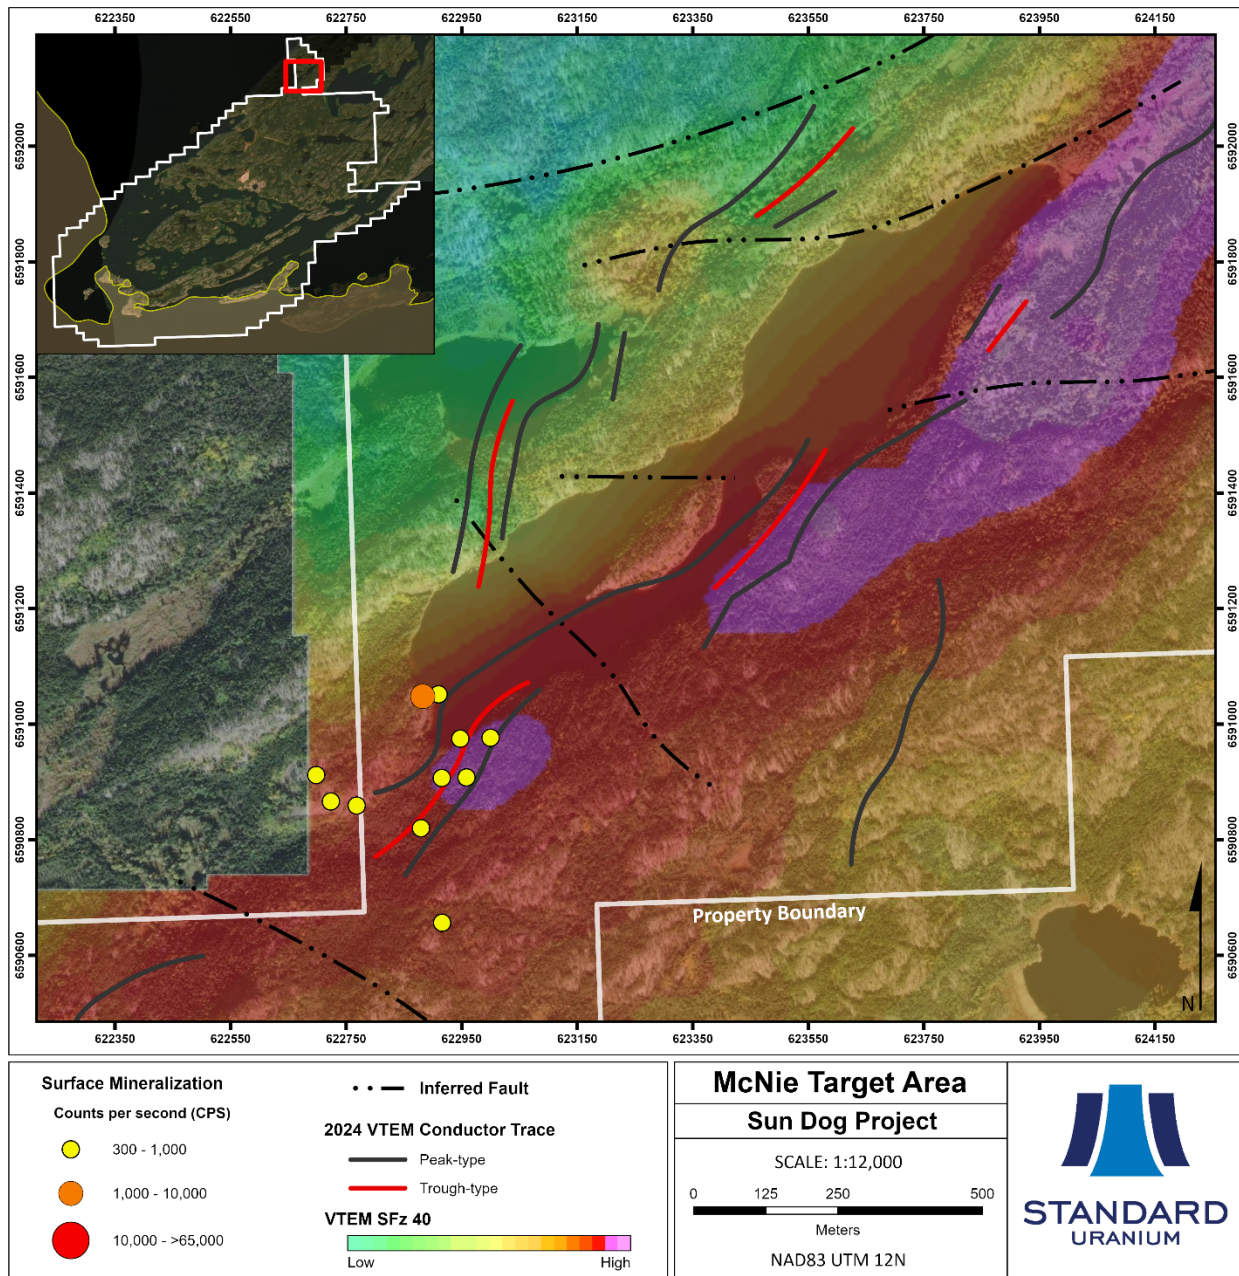 622350 622550 622750 622950 623150 623350 623550 623750 623950 624150
6592000 6592000
6591800 6591800
6591600 6591600
6591400 6591400
6591200 6591200
6591000 6591000
6590800 6590800
6590600 6590600
Property Boundary
N
622350 622550 622750 622950 623150 623350 623550 623750 623950 624150
Surface Mineralization
Counts per second (CPS)
300 - 1,000
1,000 - 10,000
10,000 - >65,000
Inferred Fault
2024 VTEM Conductor Trace
Peak-type
Trough-type
VTEM SFz 40
Low High
McNie Target Area
Sun Dog Project
SCALE: 1:12,000
0 125 250 500
Meters
NAD83 UTM 12N
STANDARD
URANIUM